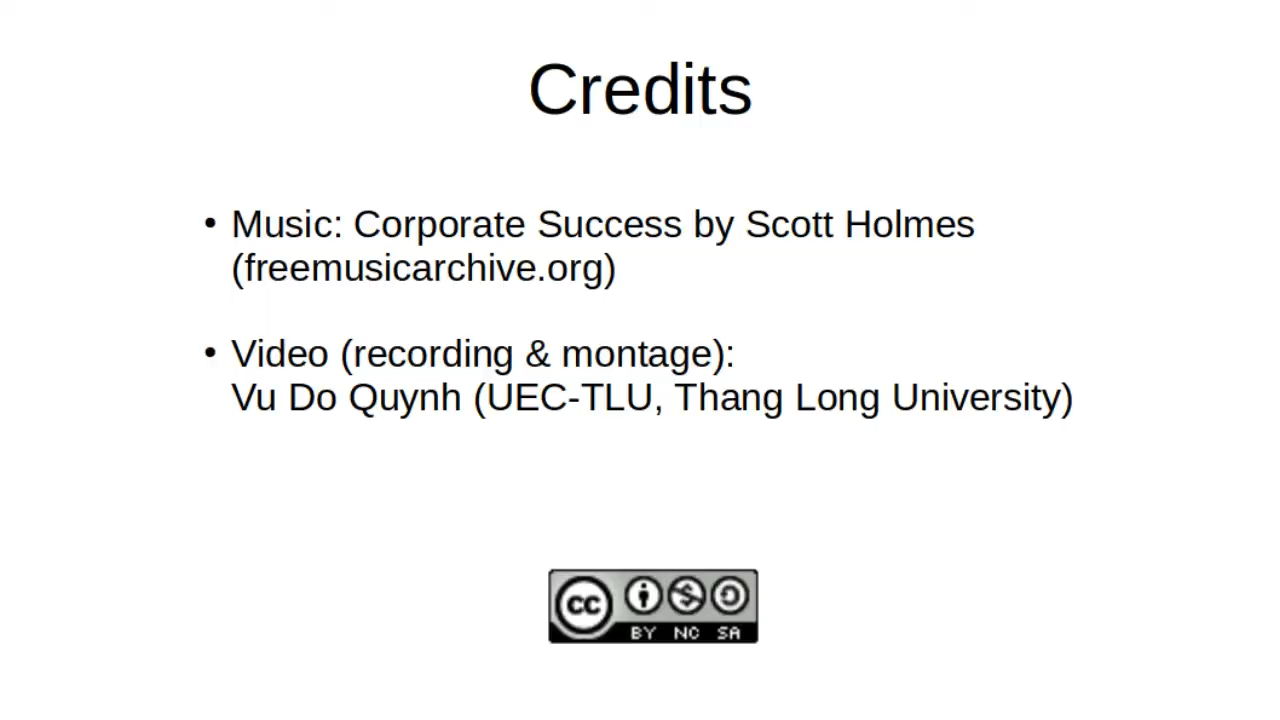 Credits
• Music: Corporate Success by Scott Holmes
(freemusicarchive.org)
• Video (recording & montage):
Vu Do Quynh (UEC-TLU, Thang Long University)
cc
BY NC SA